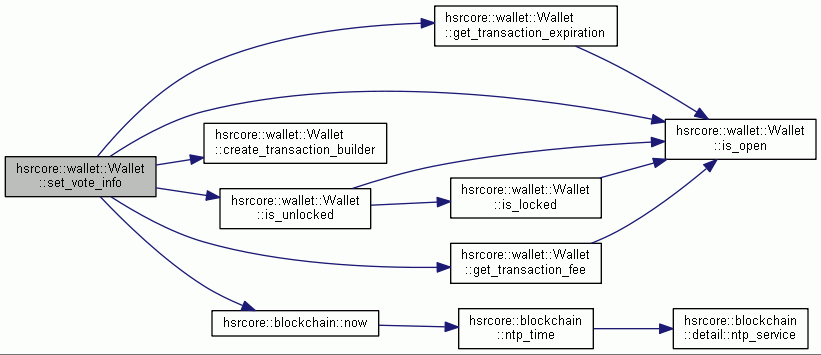 hsrcore::wallet::Wallet
::get_transaction_expiration
hsrcore::wallet::Wallet
::is_open
hsrcore::wallet::Wallet
::create_transaction_builder
hsrcore::wallet::Wallet
::set_vote_info
hsrcore::wallet::Wallet
::is_unlocked
hsrcore::wallet::Wallet
::is_locked
hsrcore::wallet::Wallet
::get_transaction_fee
hsrcore::blockchain::now
hsrcore::blockchain
::ntp_time
hsrcore::blockchain
::detail::ntp_service